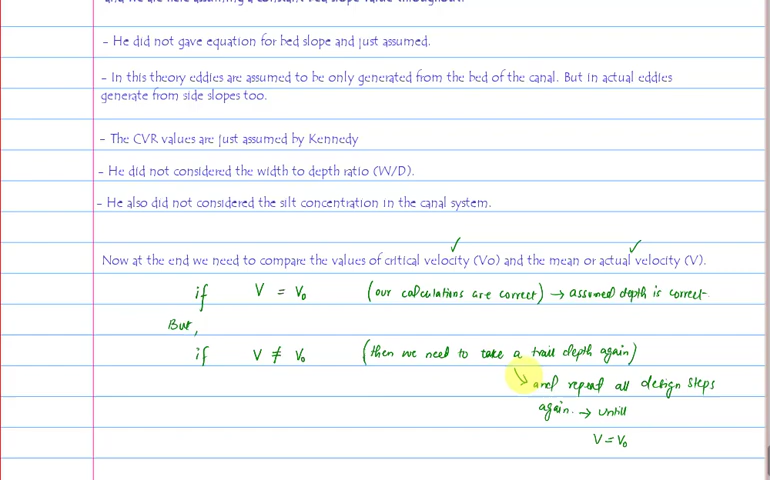 - He did not gave equation for bed slope and just assumed.
- In this theory eddies are assumed to be only generated from the bed of the canal. But in actual eddies
generate from side slopes too.
- The CVR values are just assumed by Kennedy
- He did not considered the width to depth ratio (W/D).
- He also did not considered the silt concentration in the canal system.
Now at the end we need to compare the values of critical velocity (Vo) and the mean or actual velocity (V).
if V = V₀ (our calculations are correct) → assumed depth is correct.
But,
if V ≠ V₀ (then we need to take a trail depth again)
↘ and repead all design steps
again. → untill
V = V₀